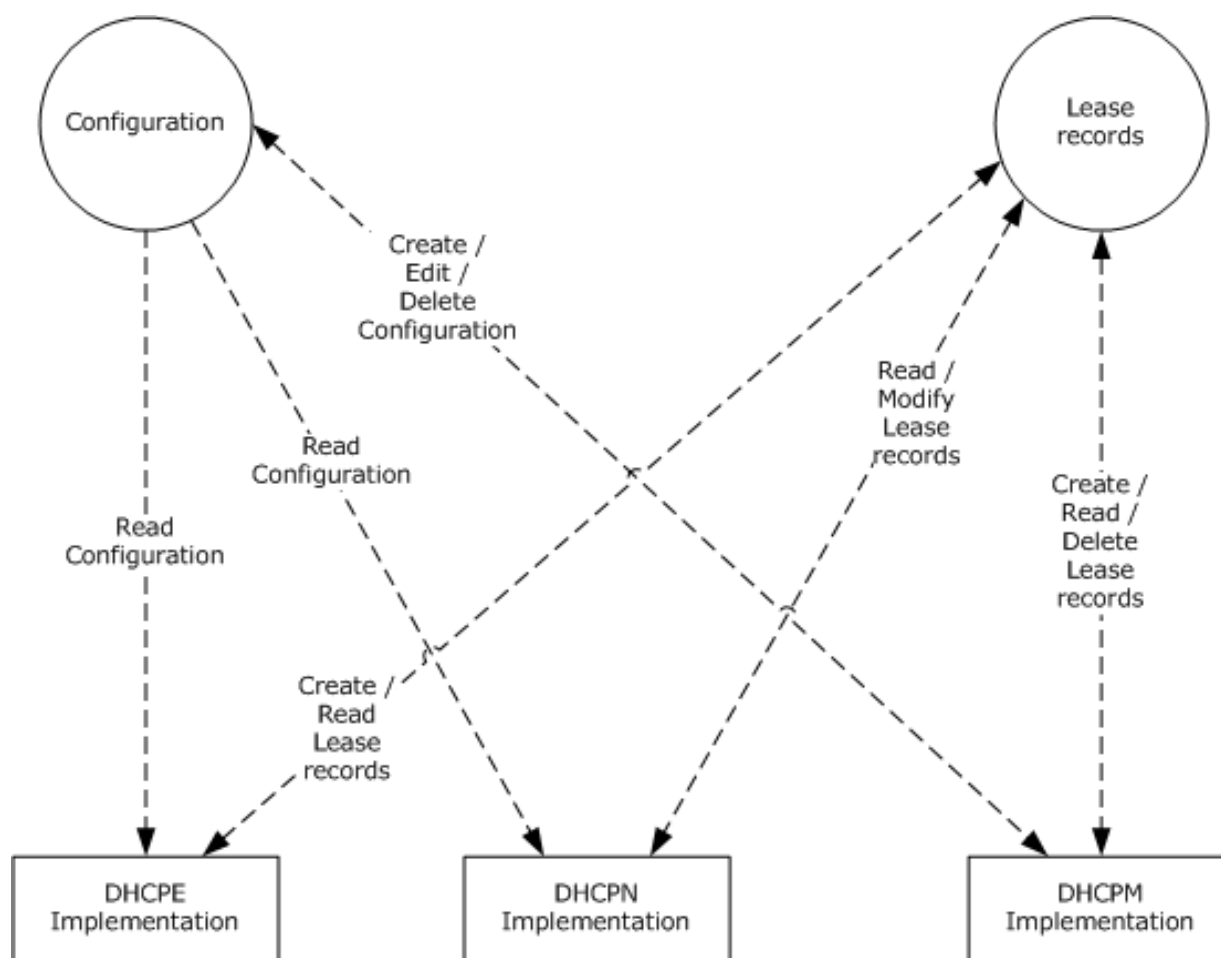 Configuration
Lease
records
Create /
Edit /
Delete
Configuration
Read /
Modify
Lease
records
Read
Configuration
Create /
Read /
Delete
Lease
records
Read
Configuration
Create /
Read
Lease
records
DHCPE
Implementation
DHCPN
Implementation
DHCPM
Implementation